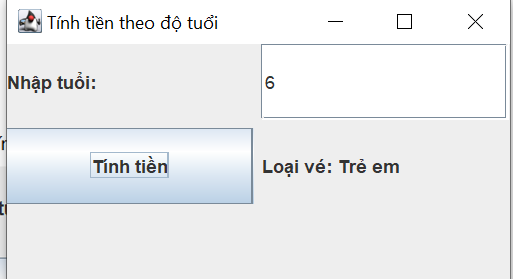 Tính tiền theo độ tuổi
Nhập tuổi:
6
Tính tiền
Loại vé: Trẻ em